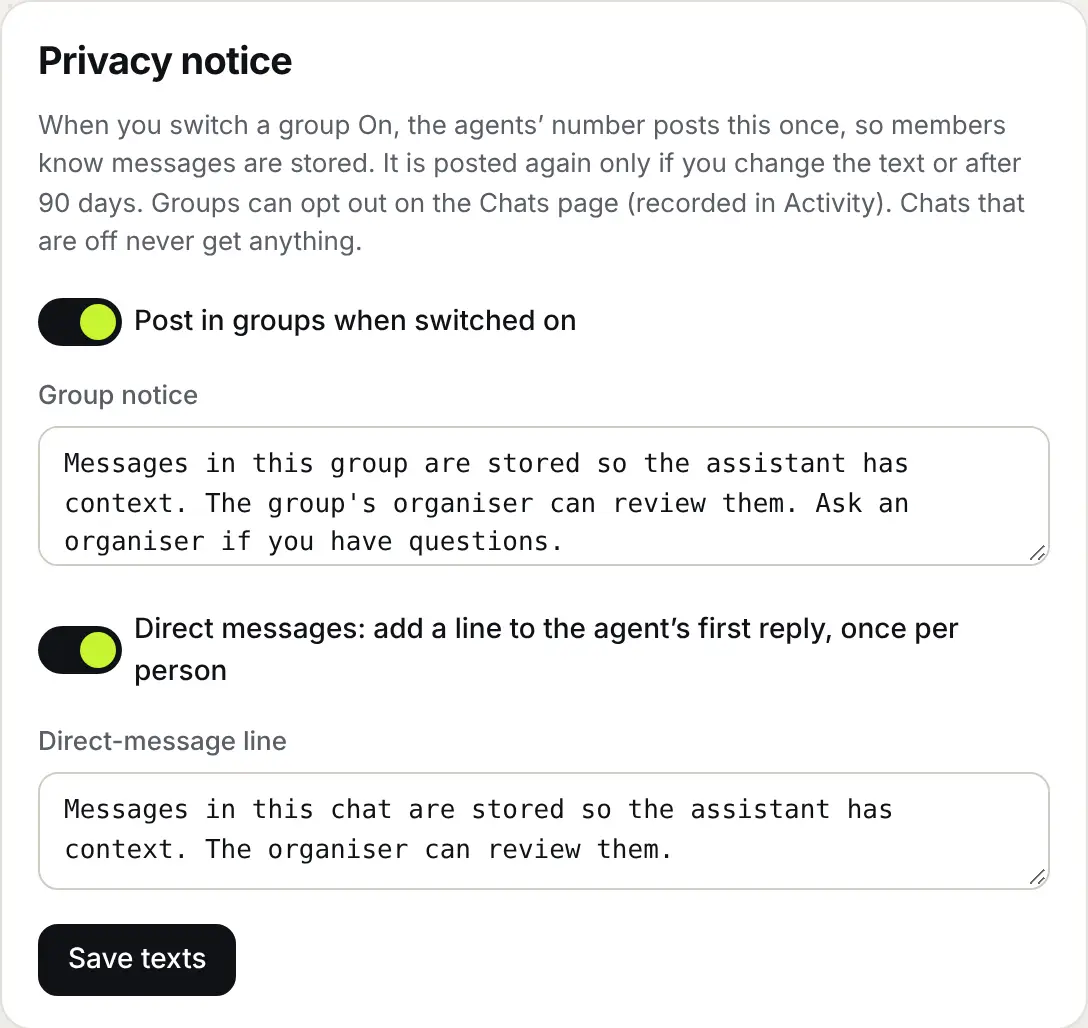 Privacy notice
When you switch a group On, the agents’ number posts this once, so members
know messages are stored. It is posted again only if you change the text or after
90 days. Groups can opt out on the Chats page (recorded in Activity). Chats that
are off never get anything.
Post in groups when switched on
Group notice
Messages in this group are stored so the assistant has
context. The group's organiser can review them. Ask an
organiser if you have questions.
Direct messages: add a line to the agent’s first reply, once per
person
Direct-message line
Messages in this chat are stored so the assistant has
context. The organiser can review them.
Save texts